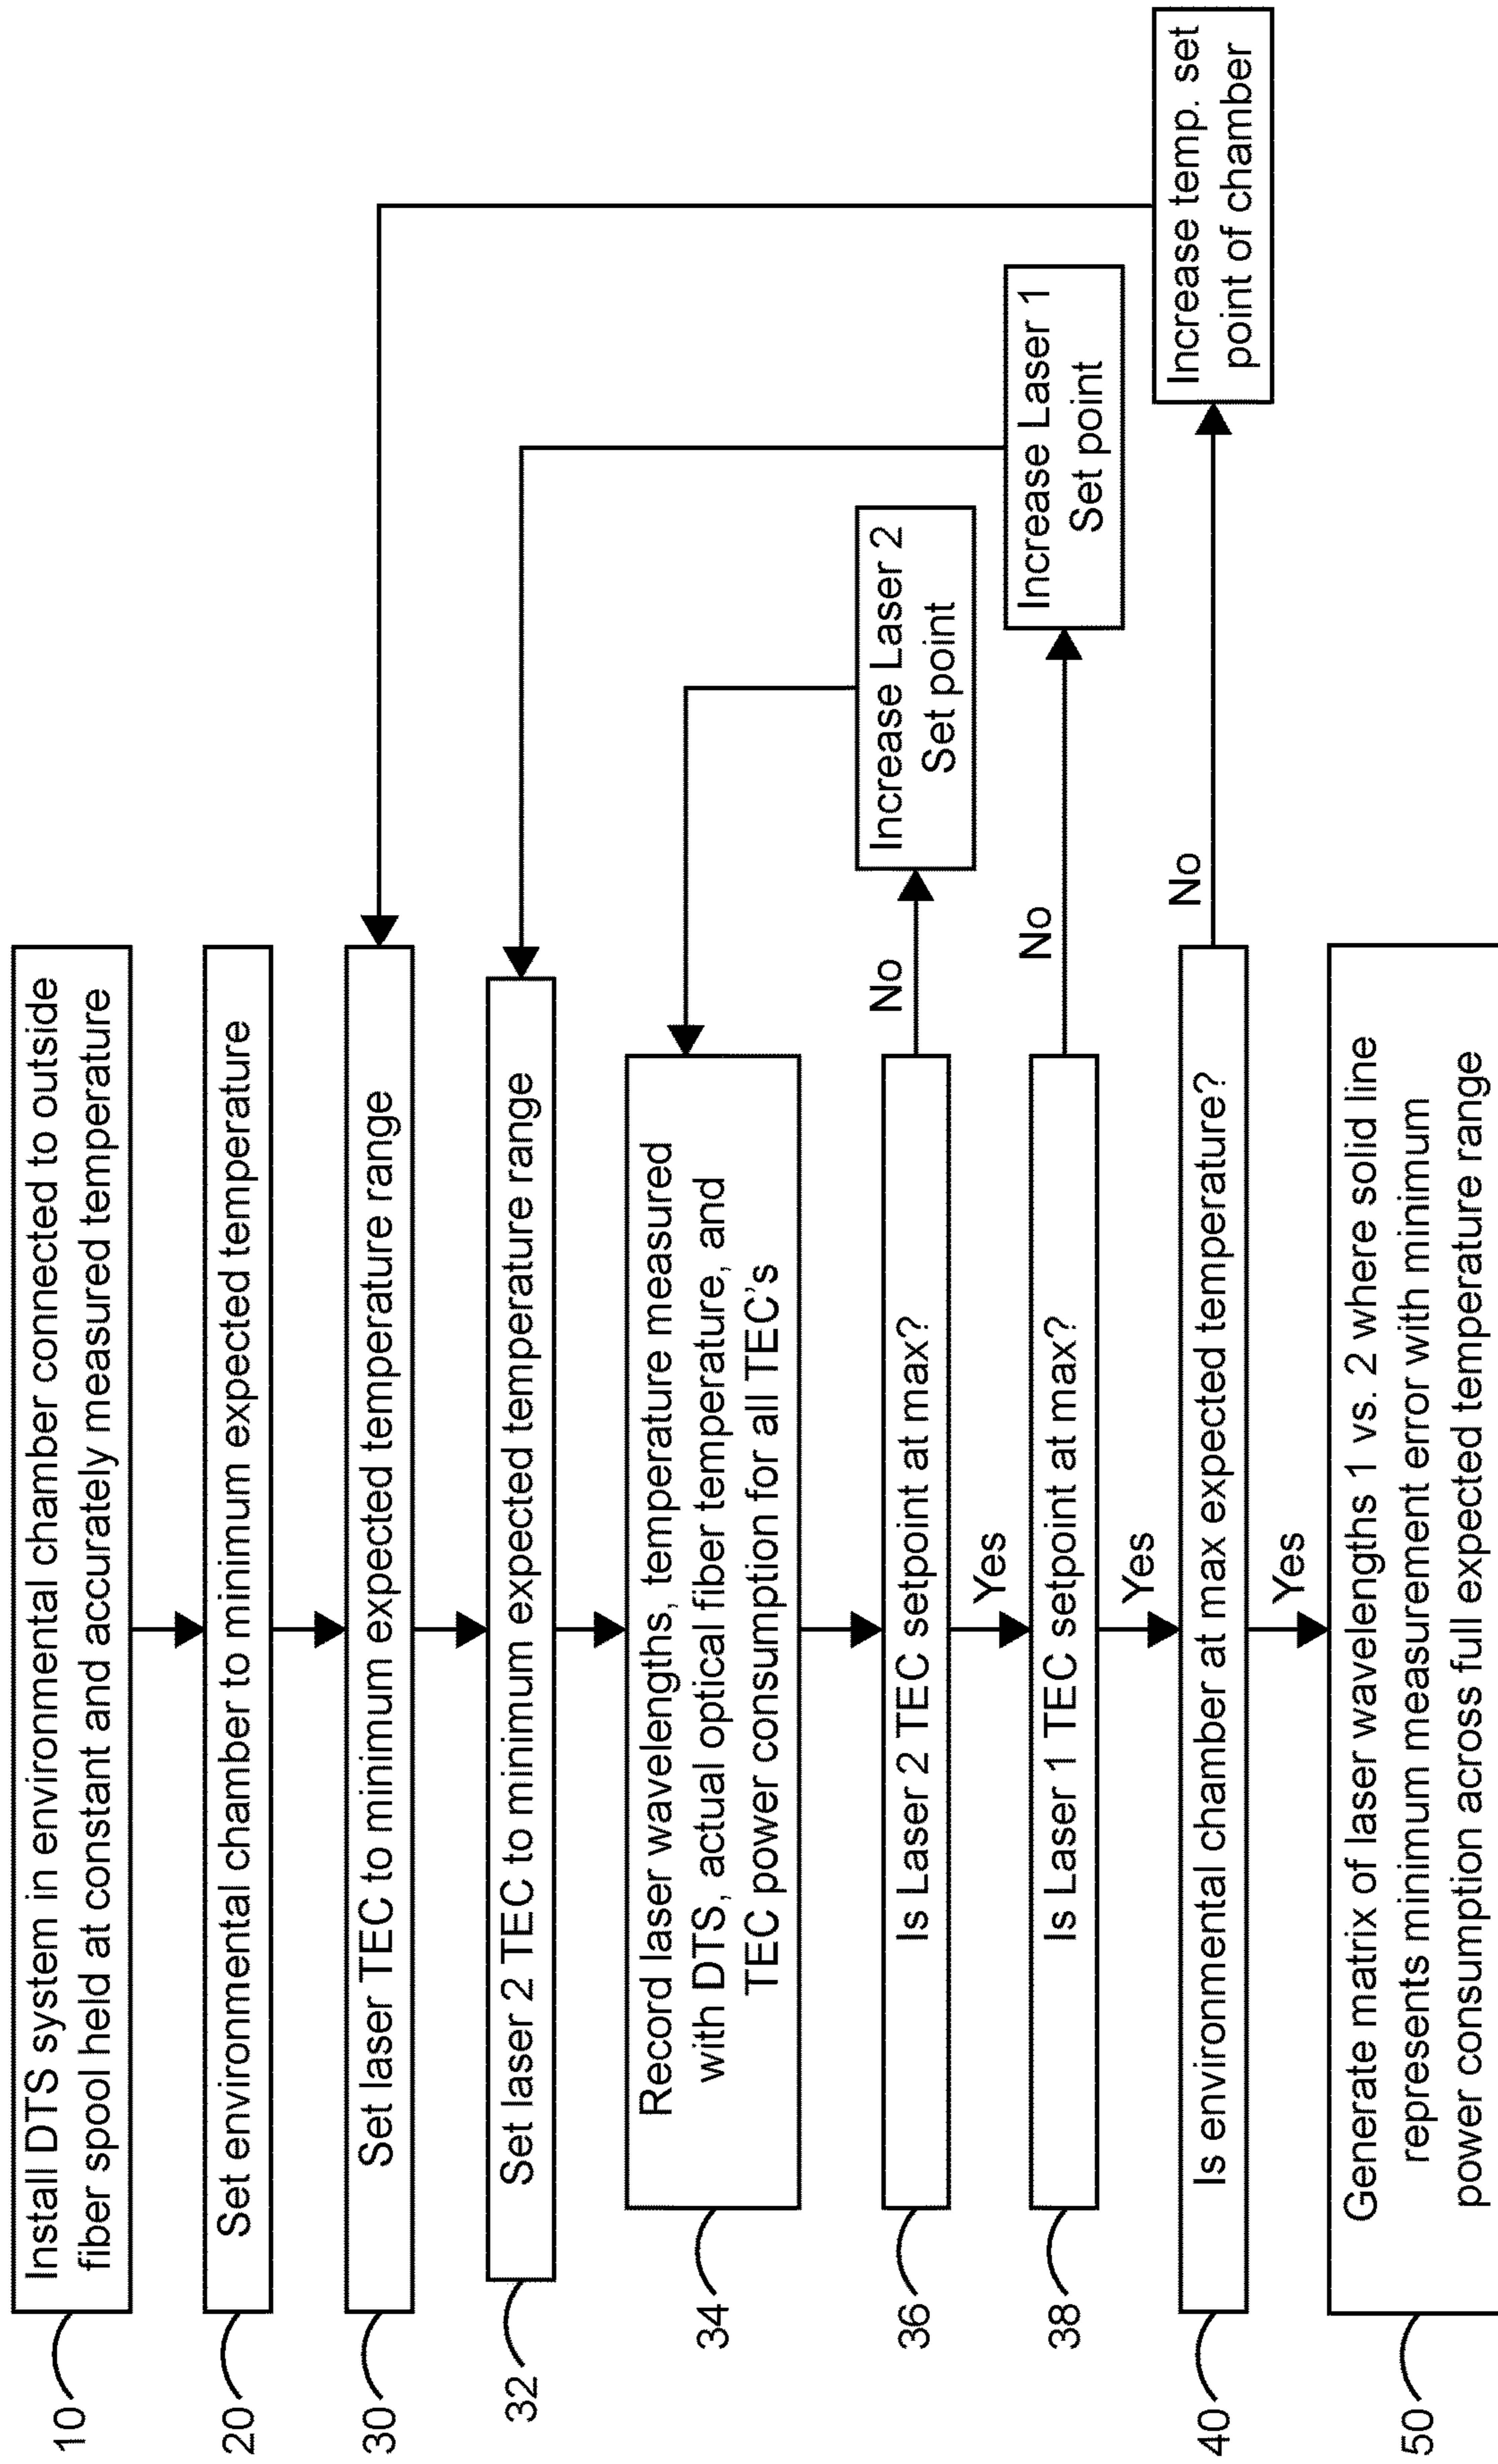 10
Install DTS system in environmental chamber connected to outside
fiber spool held at constant and accurately measured temperature
20
Set environmental chamber to minimum expected temperature
30
Set laser TEC to minimum expected temperature range
32
Set laser 2 TEC to minimum expected temperature range
34
Record laser wavelengths, temperature measured
with DTS, actual optical fiber temperature, and
TEC power consumption for all TEC's
36
Is Laser 2 TEC setpoint at max?
No
Increase Laser 2
Set point
Yes
38
Is Laser 1 TEC setpoint at max?
No
Increase Laser 1
Set point
Yes
40
Is environmental chamber at max expected temperature?
No
Increase temp. set
point of chamber
Yes
50
Generate matrix of laser wavelengths 1 vs. 2 where solid line
represents minimum measurement error with minimum
power consumption across full expected temperature range